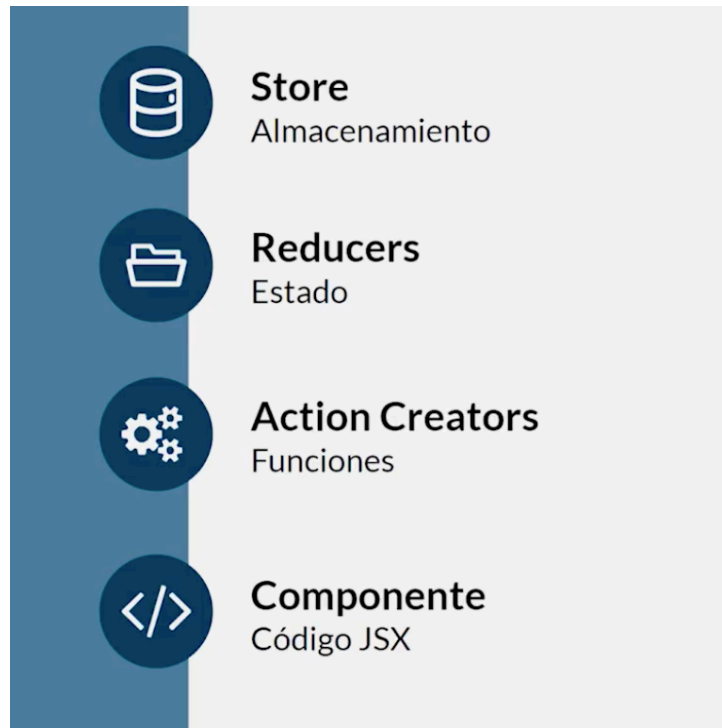 Store
Almacenamiento
Reducers
Estado
Action Creators
Funciones
Componente
Código JSX